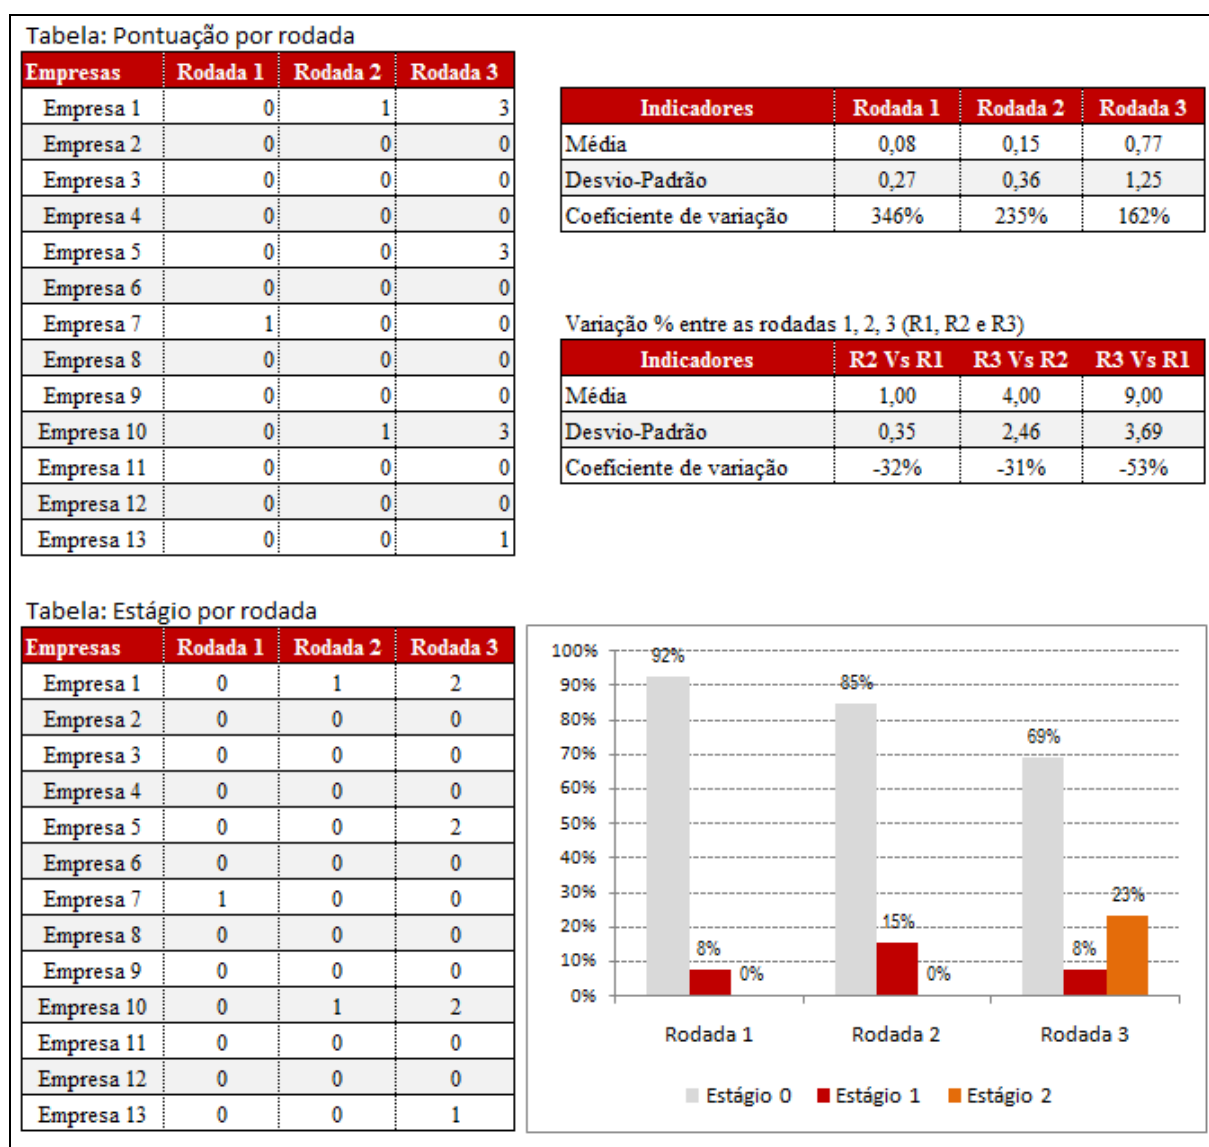 Tabela: Pontuação por rodada
Empresas Rodada 1 Rodada 2 Rodada 3
Empresa 1 0 1 3
Empresa 2 0 0 0
Empresa 3 0 0 0
Empresa 4 0 0 0
Empresa 5 0 0 3
Empresa 6 0 0 0
Empresa 7 1 0 0
Empresa 8 0 0 0
Empresa 9 0 0 0
Empresa 10 0 1 3
Empresa 11 0 0 0
Empresa 12 0 0 0
Empresa 13 0 0 1
Indicadores Rodada 1 Rodada 2 Rodada 3
Média 0,08 0,15 0,77
Desvio-Padrão 0,27 0,36 1,25
Coeficiente de variação 346% 235% 162%
Variação % entre as rodadas 1, 2, 3 (R1, R2 e R3)
Indicadores R2 Vs R1 R3 Vs R2 R3 Vs R1
Média 1,00 4,00 9,00
Desvio-Padrão 0,35 2,46 3,69
Coeficiente de variação -32% -31% -53%
Tabela: Estágio por rodada
Empresas Rodada 1 Rodada 2 Rodada 3
Empresa 1 0 1 2
Empresa 2 0 0 0
Empresa 3 0 0 0
Empresa 4 0 0 0
Empresa 5 0 0 2
Empresa 6 0 0 0
Empresa 7 1 0 0
Empresa 8 0 0 0
Empresa 9 0 0 0
Empresa 10 0 1 2
Empresa 11 0 0 0
Empresa 12 0 0 0
Empresa 13 0 0 1
100%
90%
80%
70%
60%
50%
40%
30%
20%
10%
0%
92%
8%
0%
85%
15%
0%
69%
8%
23%
Rodada 1 Rodada 2 Rodada 3
Estágio 0 Estágio 1 Estágio 2